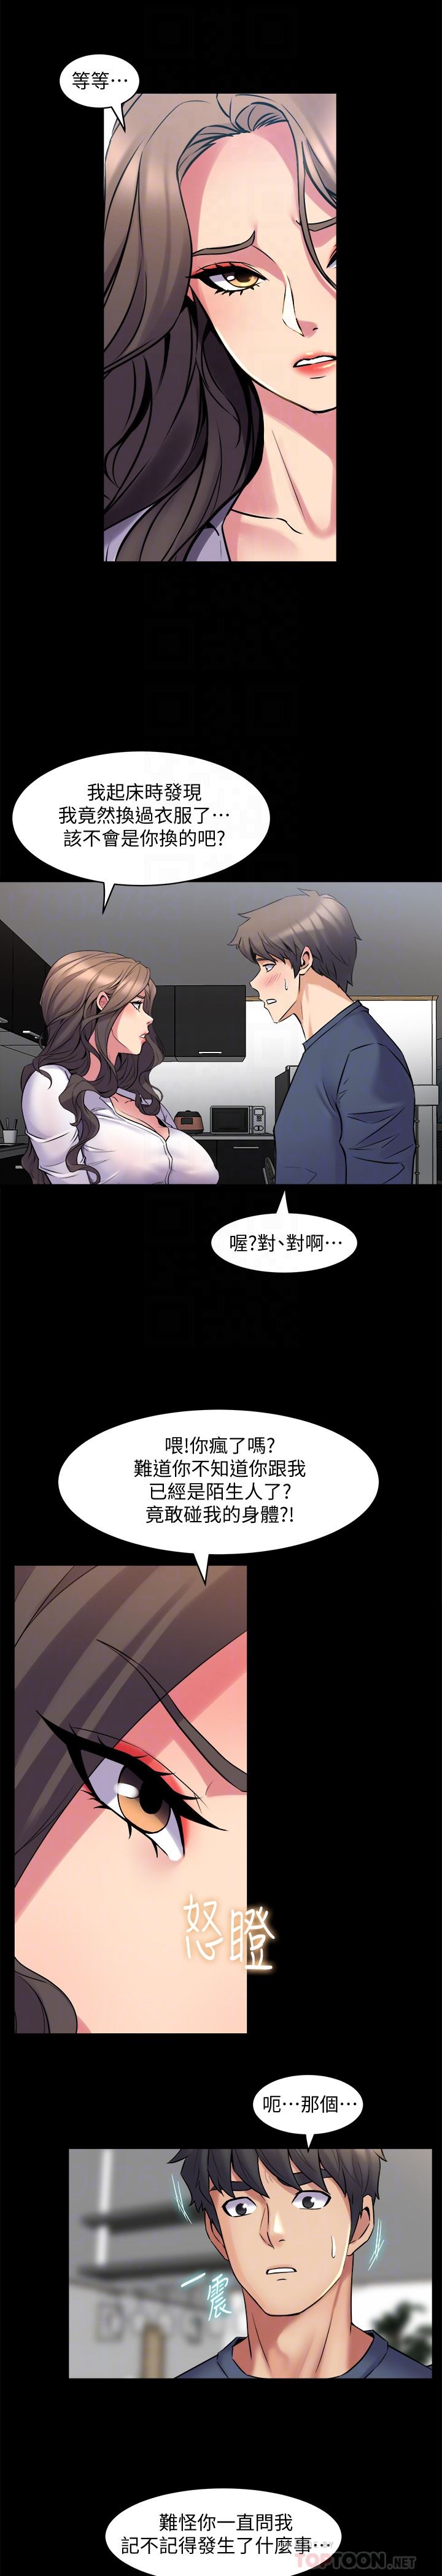 等等…
我起床時發現
我竟然換過衣服了…
該不會是你換的吧?
喔?對、對啊…
喂!你瘋了嗎?
難道你不知道你跟我
已經是陌生人了?
竟敢碰我的身體?!
怒瞪
呃…那個…
一震
難怪你一直問我
記不記得發生了什麼事…
TOPTOON.NET